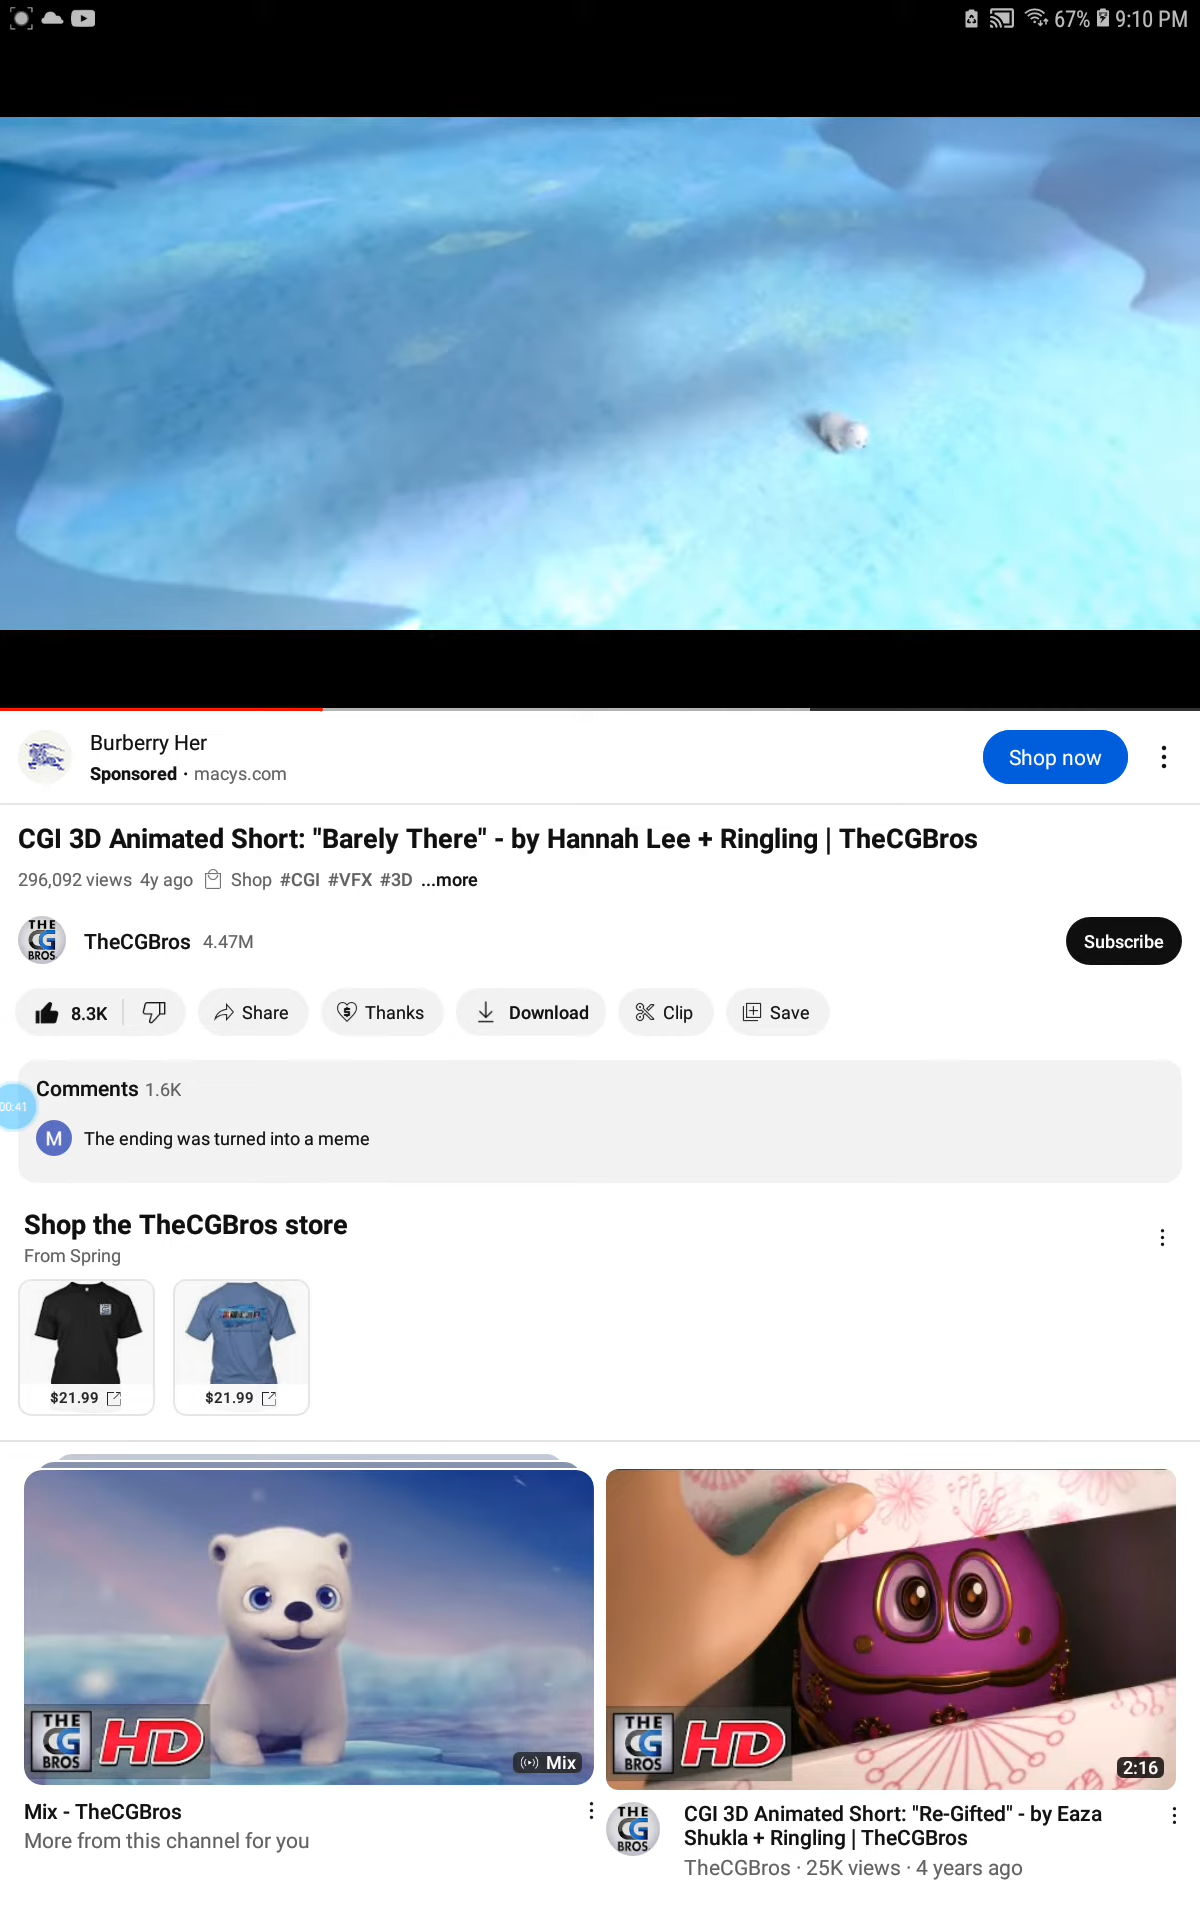 67% 9:10 PM
Burberry Her
Sponsored · macys.com
Shop now
CGI 3D Animated Short: "Barely There" - by Hannah Lee + Ringling | TheCGBros
296,092 views 4y ago Shop #CGI #VFX #3D ...more
THE
CG
BROS
TheCGBros 4.47M
Subscribe
8.3K
Share
Thanks
Download
Clip
Save
Comments 1.6K
00:41
M
The ending was turned into a meme
Shop the TheCGBros store
From Spring
$21.99
$21.99
THE
CG
BROS
HD
Mix
THE
CG
BROS
HD
2:16
Mix - TheCGBros
More from this channel for you
THE
CG
BROS
CGI 3D Animated Short: "Re-Gifted" - by Eaza
Shukla + Ringling | TheCGBros
TheCGBros · 25K views · 4 years ago